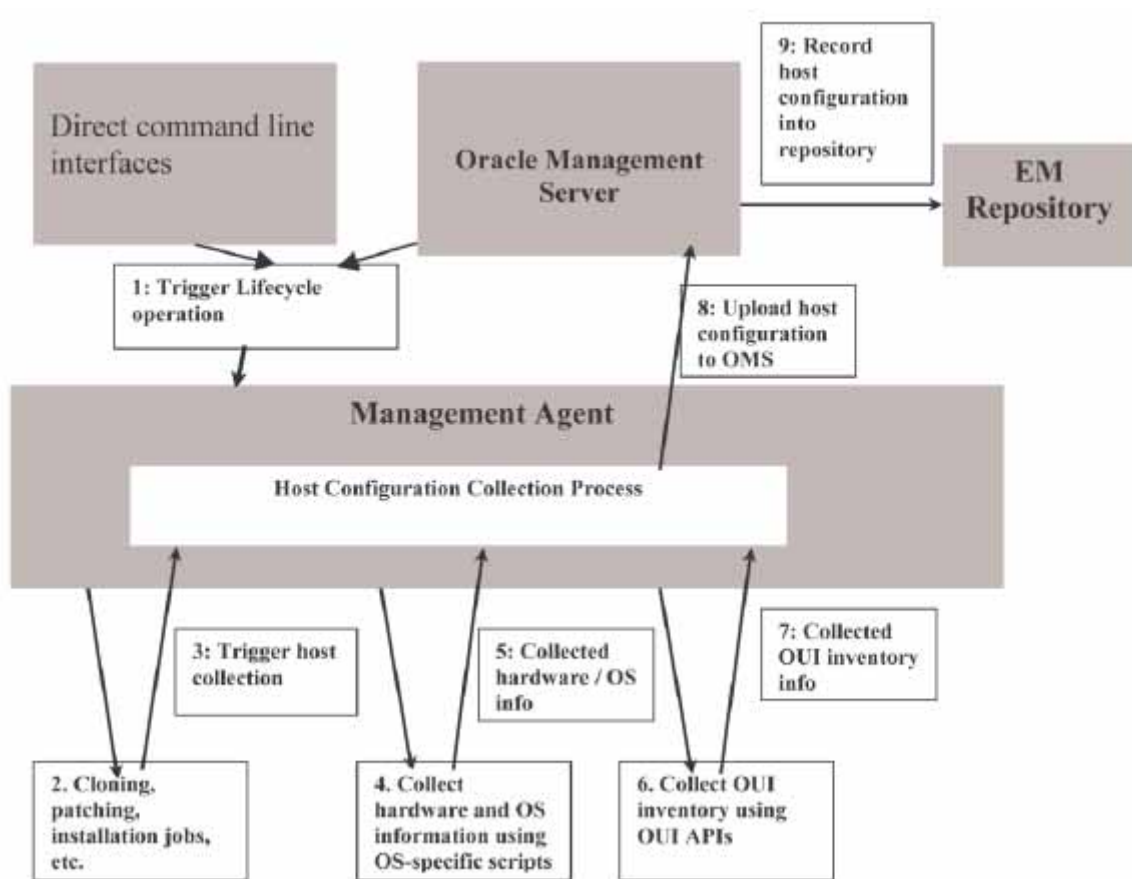 9: Record
host
configuration
into
repository
Direct command line
interfaces
Oracle Management
Server
EM
Repository
1: Trigger Lifecycle
operation
8: Upload host
configuration
to OMS
Management Agent
Host Configuration Collection Process
3: Trigger host
collection
5: Collected
hardware / OS
info
7: Collected
OUI inventory
info
2. Cloning,
patching,
installation jobs,
etc.
4. Collect
hardware and OS
information using
OS-specific scripts
6. Collect OUI
inventory using
OUI APIs